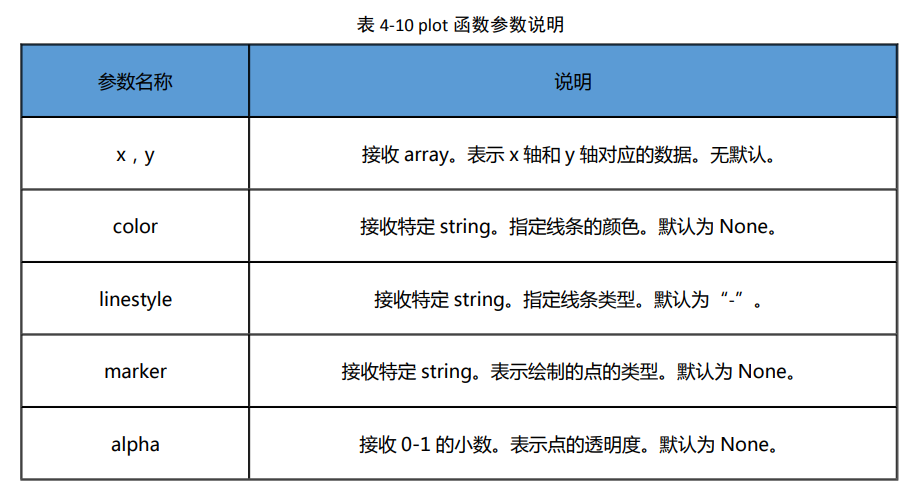 表 4-10 plot 函数参数说明
参数名称 说明
x，y 接收 array。表示 x 轴和 y 轴对应的数据。无默认。
color 接收特定 string。指定线条的颜色。默认为 None。
linestyle 接收特定 string。指定线条类型。默认为“-”。
marker 接收特定 string。表示绘制的点的类型。默认为 None。
alpha 接收 0-1 的小数。表示点的透明度。默认为 None。